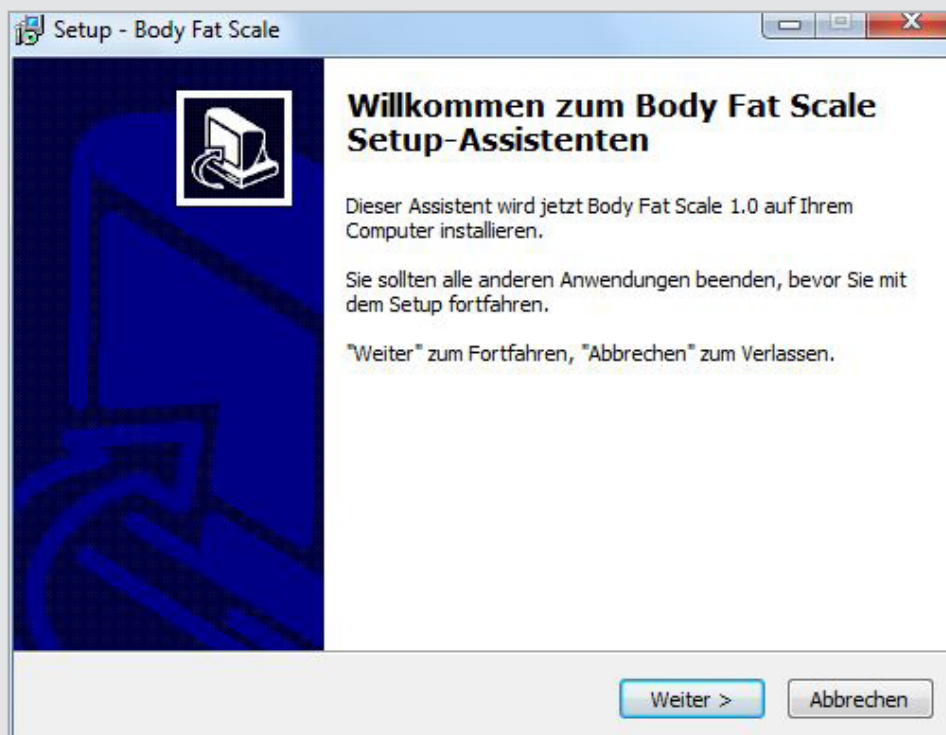 Setup - Body Fat Scale
Willkommen zum Body Fat Scale
Setup-Assistenten
Dieser Assistent wird jetzt Body Fat Scale 1.0 auf Ihrem
Computer installieren.
Sie sollten alle anderen Anwendungen beenden, bevor Sie mit
dem Setup fortfahren.
"Weiter" zum Fortfahren, "Abbrechen" zum Verlassen.
Weiter > Abbrechen